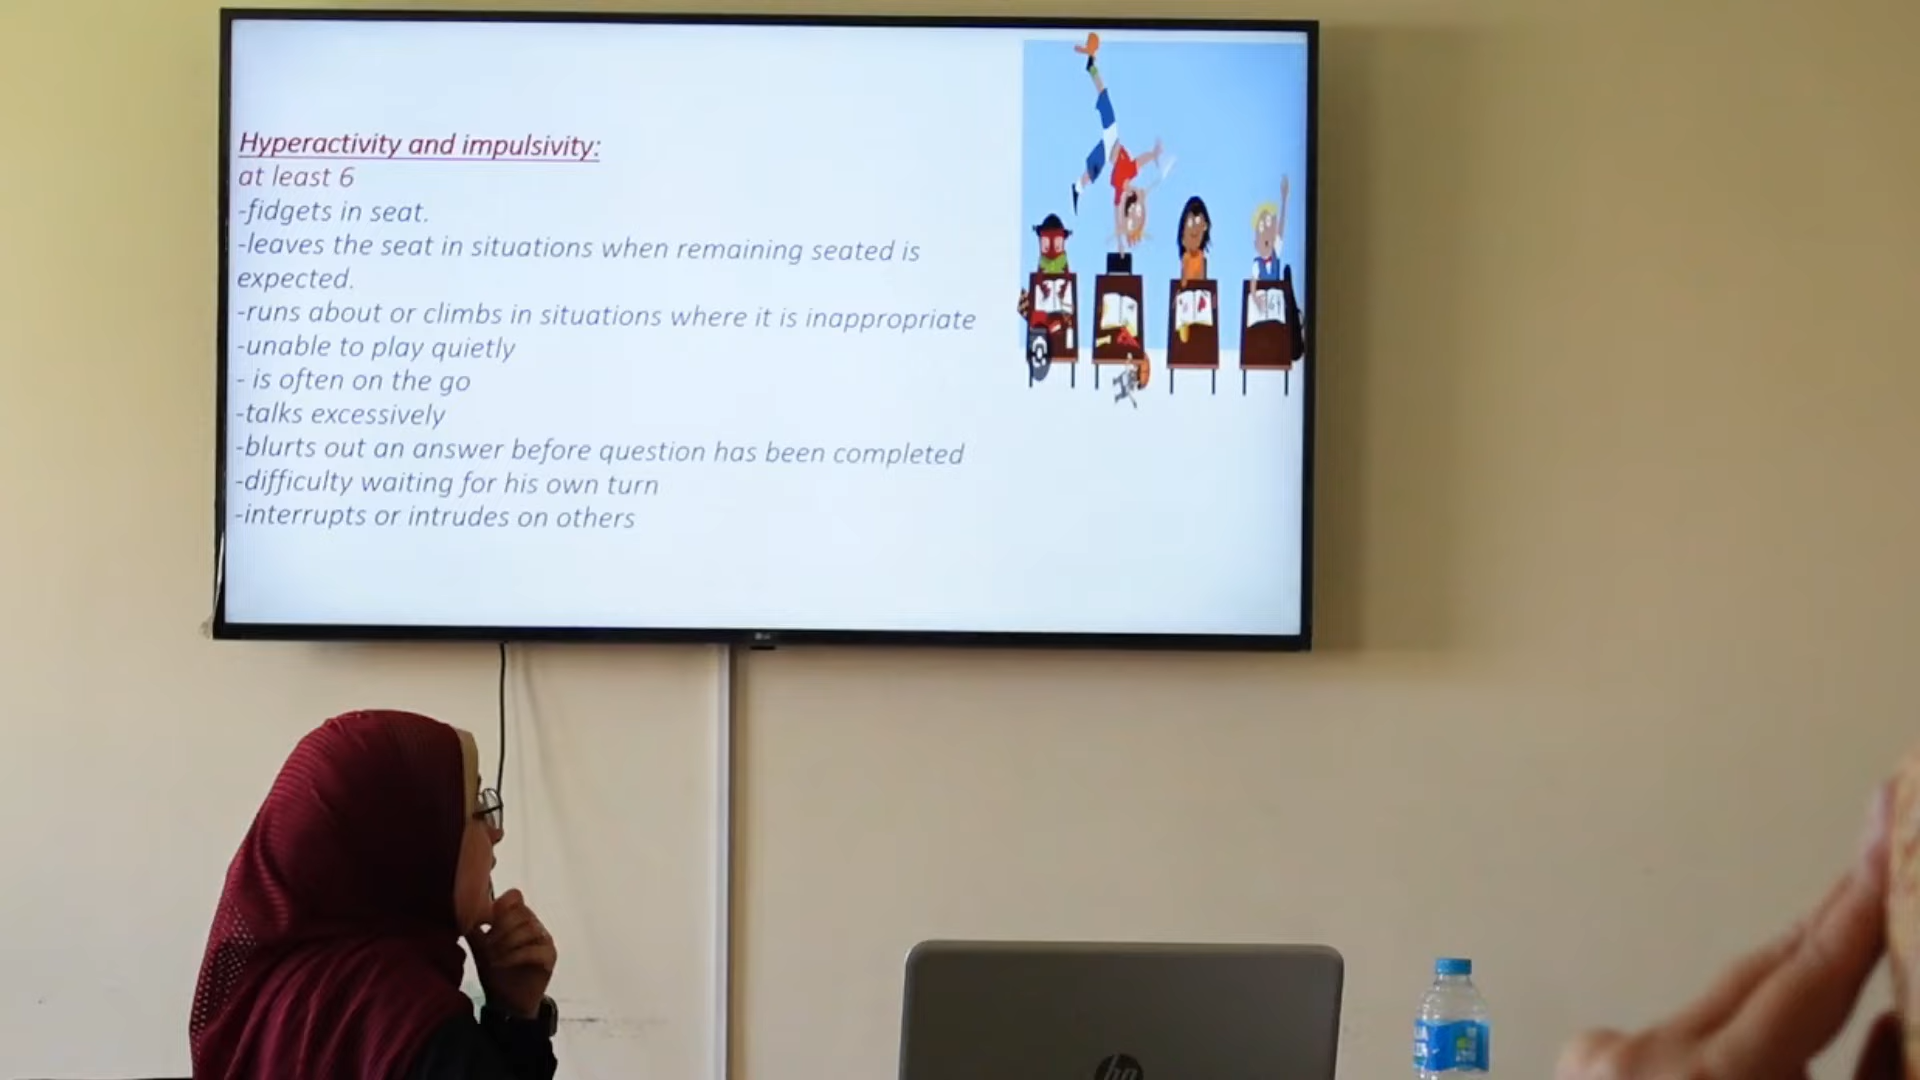 Hyperactivity and impulsivity:
at least 6
-fidgets in seat.
-leaves the seat in situations when remaining seated is
expected.
-runs about or climbs in situations where it is inappropriate
-unable to play quietly
- is often on the go
-talks excessively
-blurts out an answer before question has been completed
-difficulty waiting for his own turn
-interrupts or intrudes on others
LG
hp